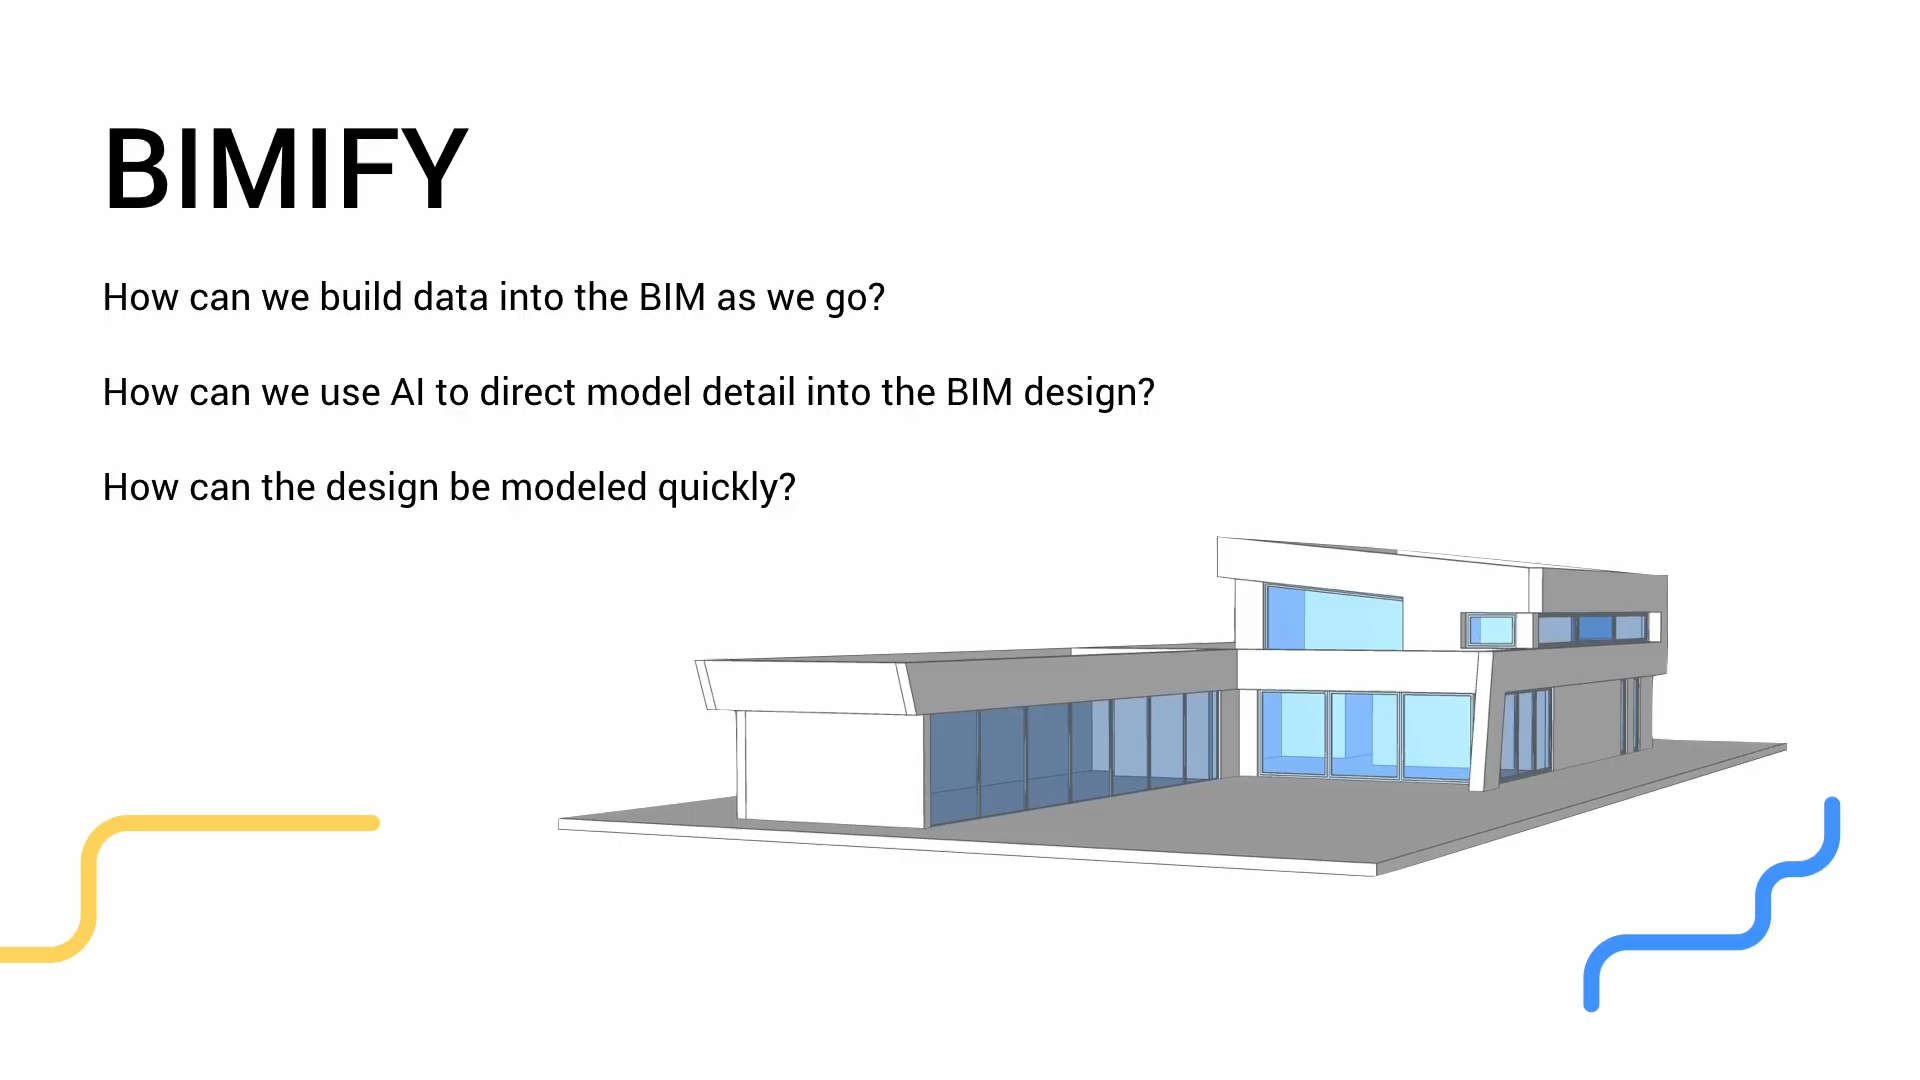 BIMIFY
How can we build data into the BIM as we go?
How can we use AI to direct model detail into the BIM design?
How can the design be modeled quickly?